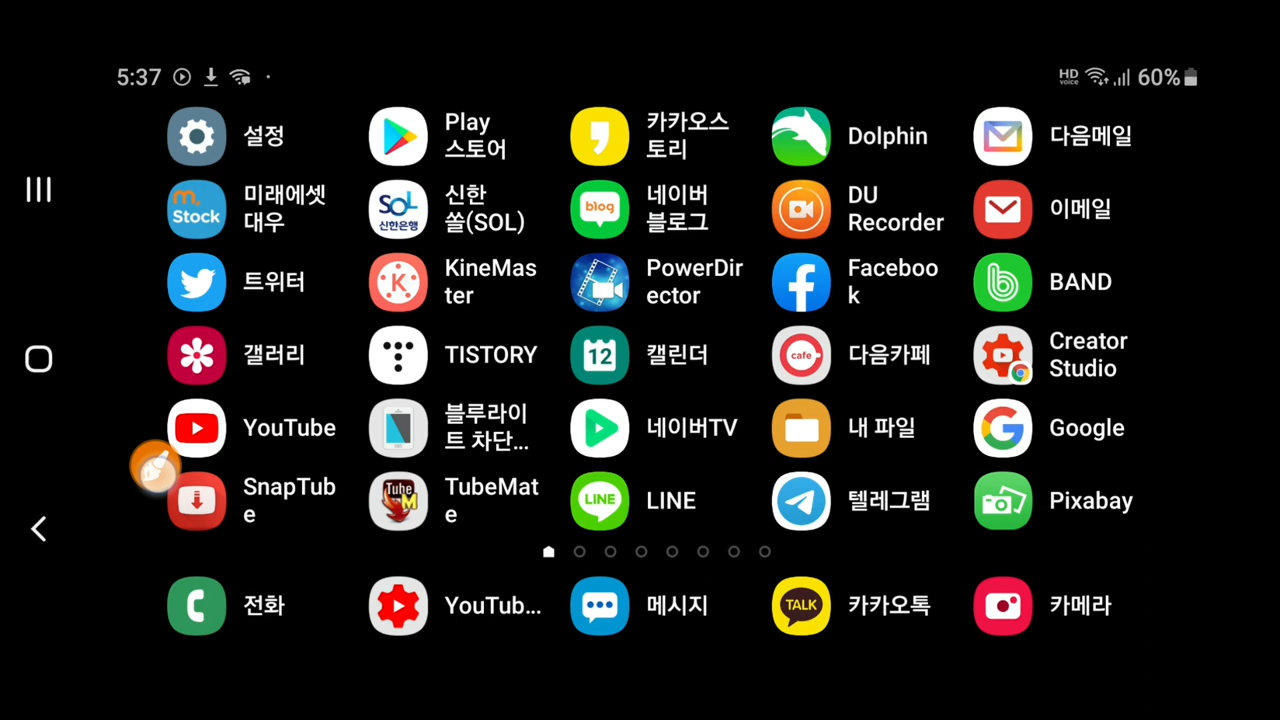 5:37
HD voice 60%
설정
Play
스토어
카카오스
토리
Dolphin
다음메일
m.
Stock
미래에셋
대우
SOL
신한은행
신한
쏠(SOL)
blog
네이버
블로그
DU
Recorder
이메일
트위터
K
KineMas
ter
PowerDir
ector
f
Faceboo
k
b
BAND
갤러리
T
TISTORY
12
캘린더
cafe
다음카페
Creator
Studio
YouTube
블루라이
트 차단...
네이버TV
내 파일
G
Google
SnapTub
e
Tube
M
TubeMat
e
LINE
LINE
텔레그램
Pixabay
전화
YouTub...
메시지
TALK
카카오톡
카메라